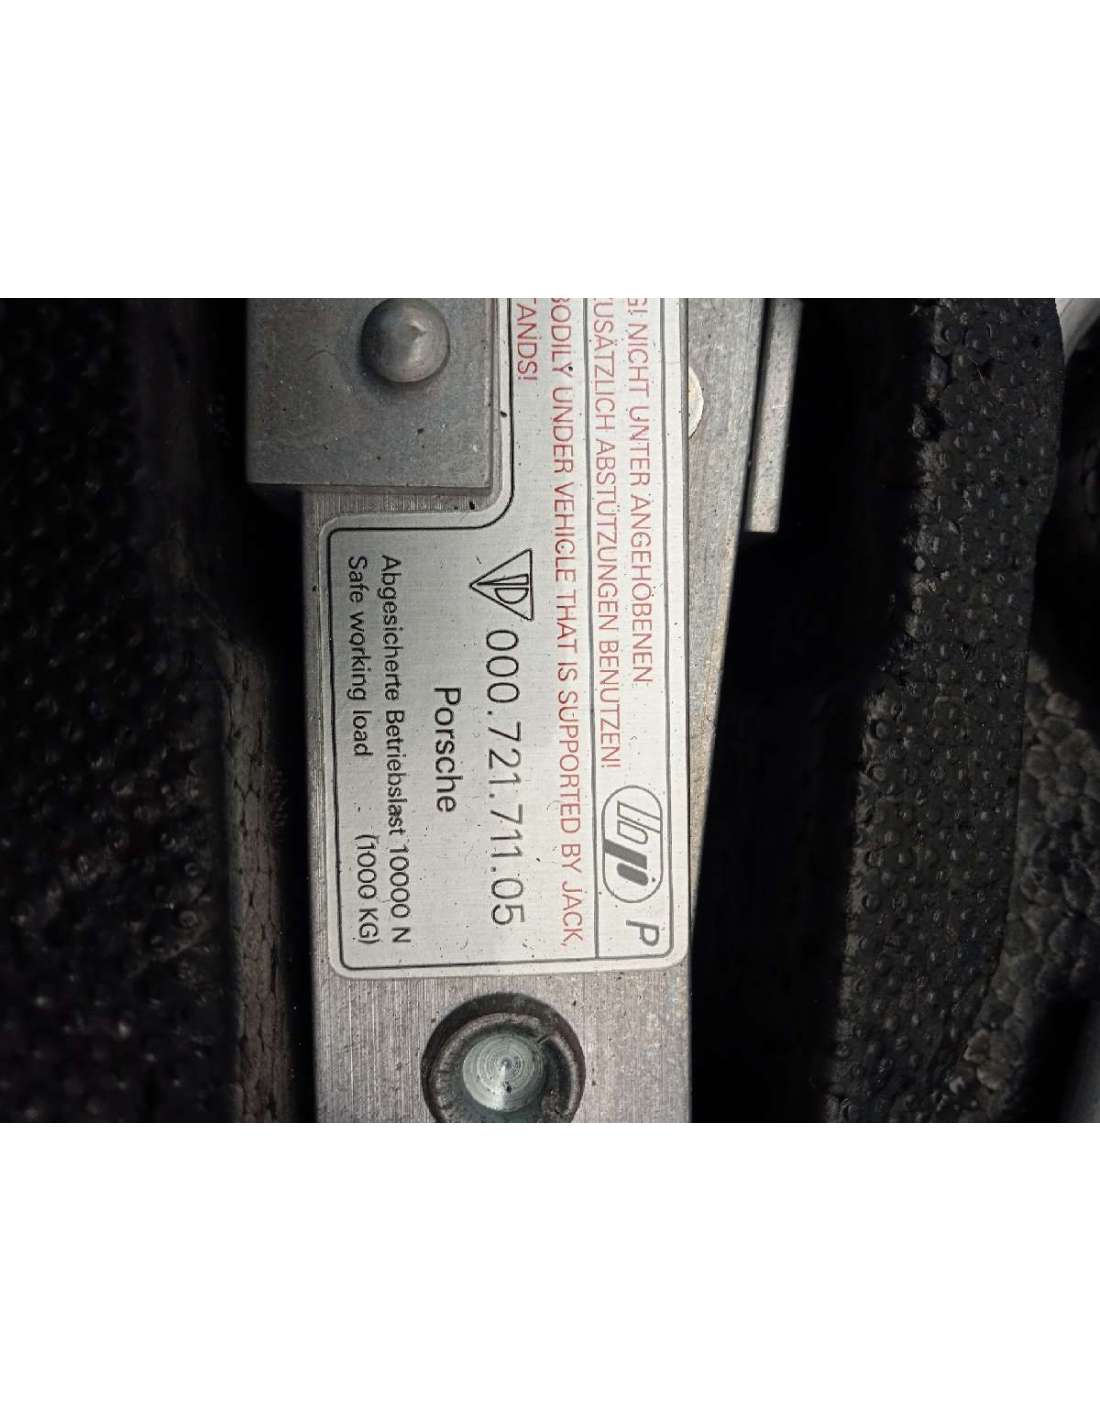 G! NICHT UNTER ANGEHOBENEN
ZUSÄTZLICH ABSTÜTZUNGEN BENUTZEN!
BODILY UNDER VEHICLE THAT IS SUPPORTED BY JACK,
TANDS!
P
000.721.711.05
Porsche
Abgesicherte Betriebslast 10000 N
Safe working load (1000 KG)